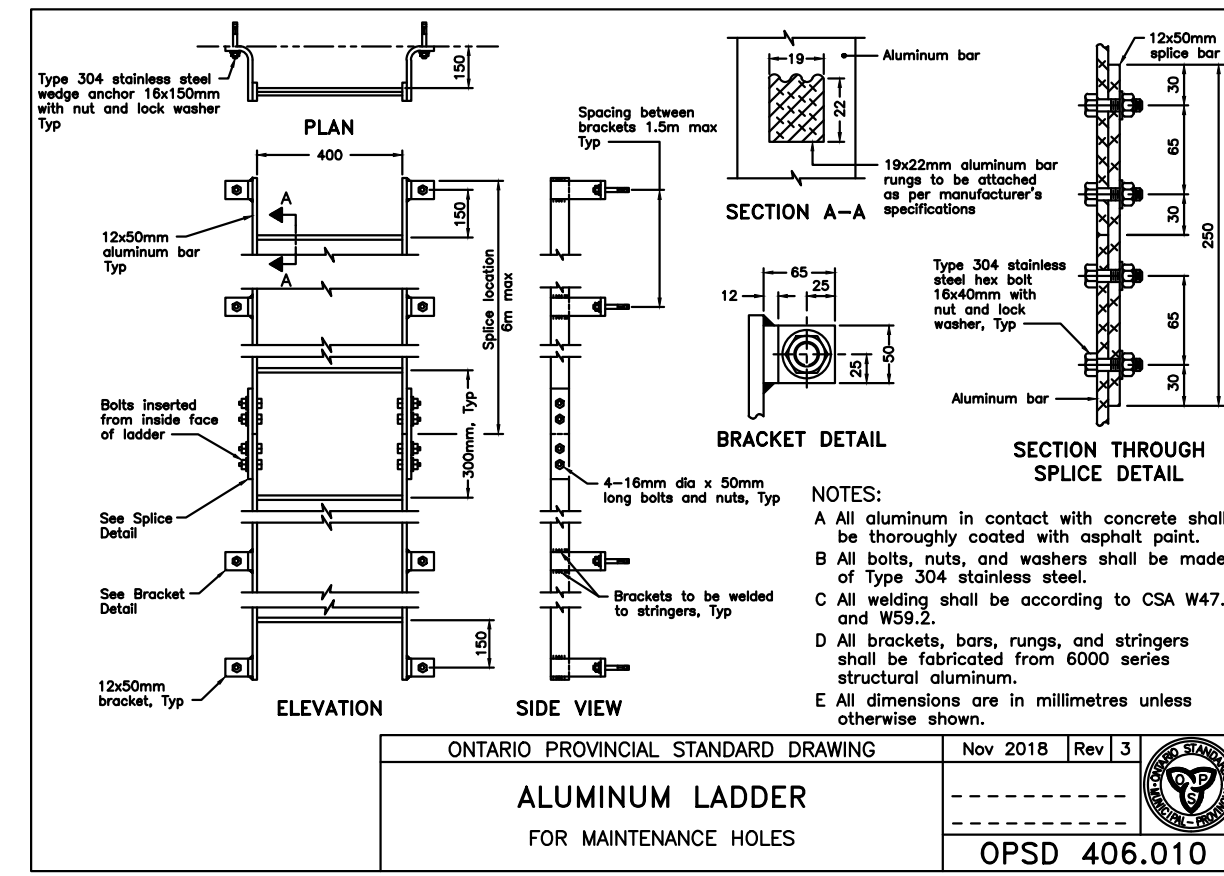 Type 304 stainless steel
wedge anchor 16x150mm
with nut and lock washer
Typ
150
PLAN
400
A
A
150
12x50mm
aluminum bar
Typ
Splice location
6m max
300mm, Typ
Bolts inserted
from inside face
of ladder
See Splice
Detail
See Bracket
Detail
150
12x50mm
bracket, Typ
ELEVATION
Spacing between
brackets 1.5m max
Typ
4-16mm dia x 50mm
long bolts and nuts, Typ
Brackets to be welded
to stringers, Typ
SIDE VIEW
19
22
Aluminum bar
19x22mm aluminum bar
rungs to be attached
as per manufacturer's
specifications
SECTION A-A
65
12
25
25
50
BRACKET DETAIL
12x50mm
splice bar
30
65
30
250
65
30
Type 304 stainless
steel hex bolt
16x40mm with
nut and lock
washer, Typ
Aluminum bar
SECTION THROUGH
SPLICE DETAIL
NOTES:
A All aluminum in contact with concrete shall
be thoroughly coated with asphalt paint.
B All bolts, nuts, and washers shall be made
of Type 304 stainless steel.
C All welding shall be according to CSA W47.
and W59.2.
D All brackets, bars, rungs, and stringers
shall be fabricated from 6000 series
structural aluminum.
E All dimensions are in millimetres unless
otherwise shown.
ONTARIO PROVINCIAL STANDARD DRAWING
Nov 2018 Rev 3
ALUMINUM LADDER
FOR MAINTENANCE HOLES
OPSD 406.010
ONTARIO
MUNICIPAL
OPS